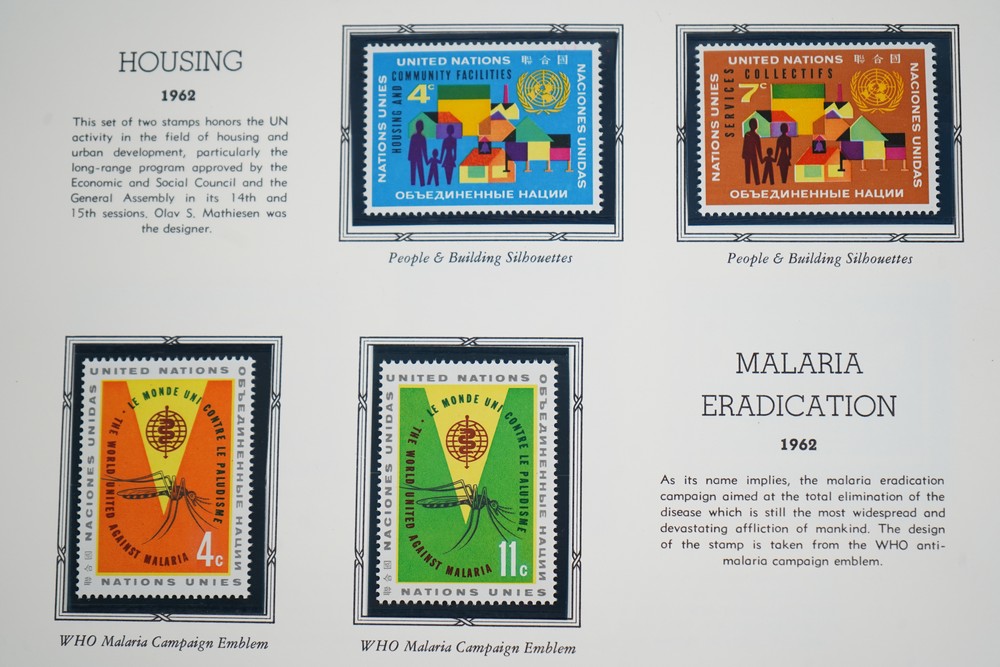 HOUSING
1962
This set of two stamps honors the UN
activity in the field of housing and
urban development, particularly the
long-range program approved by the
Economic and Social Council and the
General Assembly in its 14th and
15th sessions. Olav S. Mathiesen was
the designer.
UNITED NATIONS 聯合國
NATIONS UNIES
HOUSING AND
COMMUNITY FACILITIES
4c
NACIONES UNIDAS
ОБЪЕДИНЕННЫЕ НАЦИИ
People & Building Silhouettes
UNITED NATIONS 聯合國
NATIONS UNIES
SERVICES
COLLECTIFS
7c
NACIONES UNIDAS
ОБЪЕДИНЕННЫЕ НАЦИИ
People & Building Silhouettes
UNITED NATIONS
ОБЪЕДИНЕННЫЕ НАЦИИ
聯合國 NACIONES UNIDAS
LE MONDE UNI CONTRE LE PALUDISME
• THE WORLD UNITED AGAINST MALARIA
4c
NATIONS UNIES
WHO Malaria Campaign Emblem
UNITED NATIONS
ОБЪЕДИНЕННЫЕ НАЦИИ
聯合國 NACIONES UNIDAS
LE MONDE UNI CONTRE LE PALUDISME
• THE WORLD UNITED AGAINST MALARIA
11c
NATIONS UNIES
WHO Malaria Campaign Emblem
MALARIA
ERADICATION
1962
As its name implies, the malaria eradication
campaign aimed at the total elimination of the
disease which is still the most widespread and
devastating affliction of mankind. The design
of the stamp is taken from the WHO anti-
malaria campaign emblem.